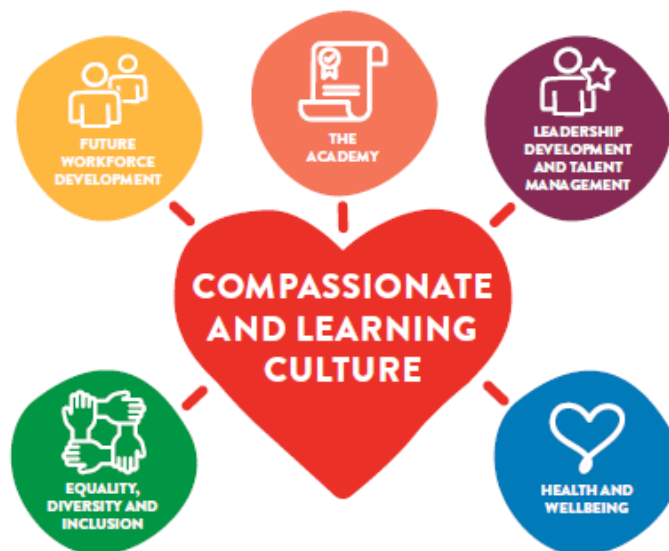 FUTURE
WORKFORCE
DEVELOPMENT
THE
ACADEMY
LEADERSHIP
DEVELOPMENT
AND TALENT
MANAGEMENT
COMPASSIONATE
AND LEARNING
CULTURE
EQUALITY,
DIVERSITY AND
INCLUSION
HEALTH AND
WELLBEING